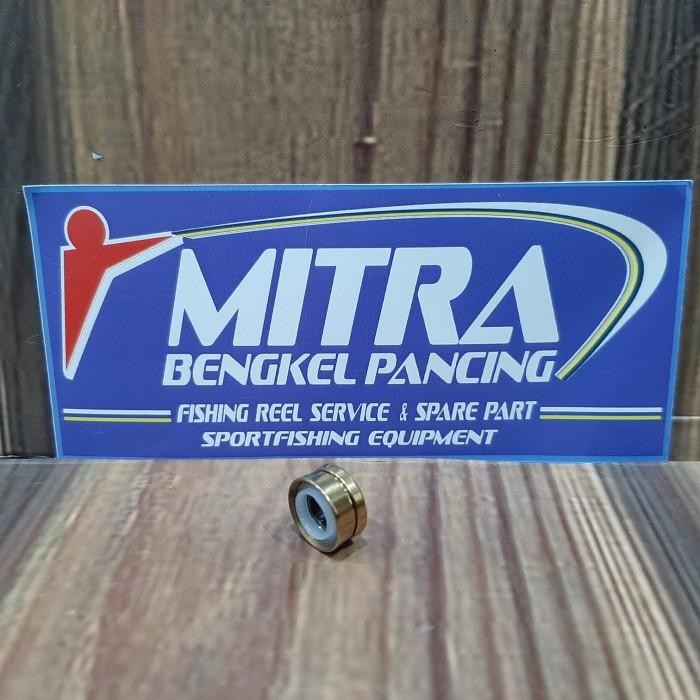 MITRA
BENGKEL PANCING
FISHING REEL SERVICE & SPARE PART
SPORTFISHING EQUIPMENT